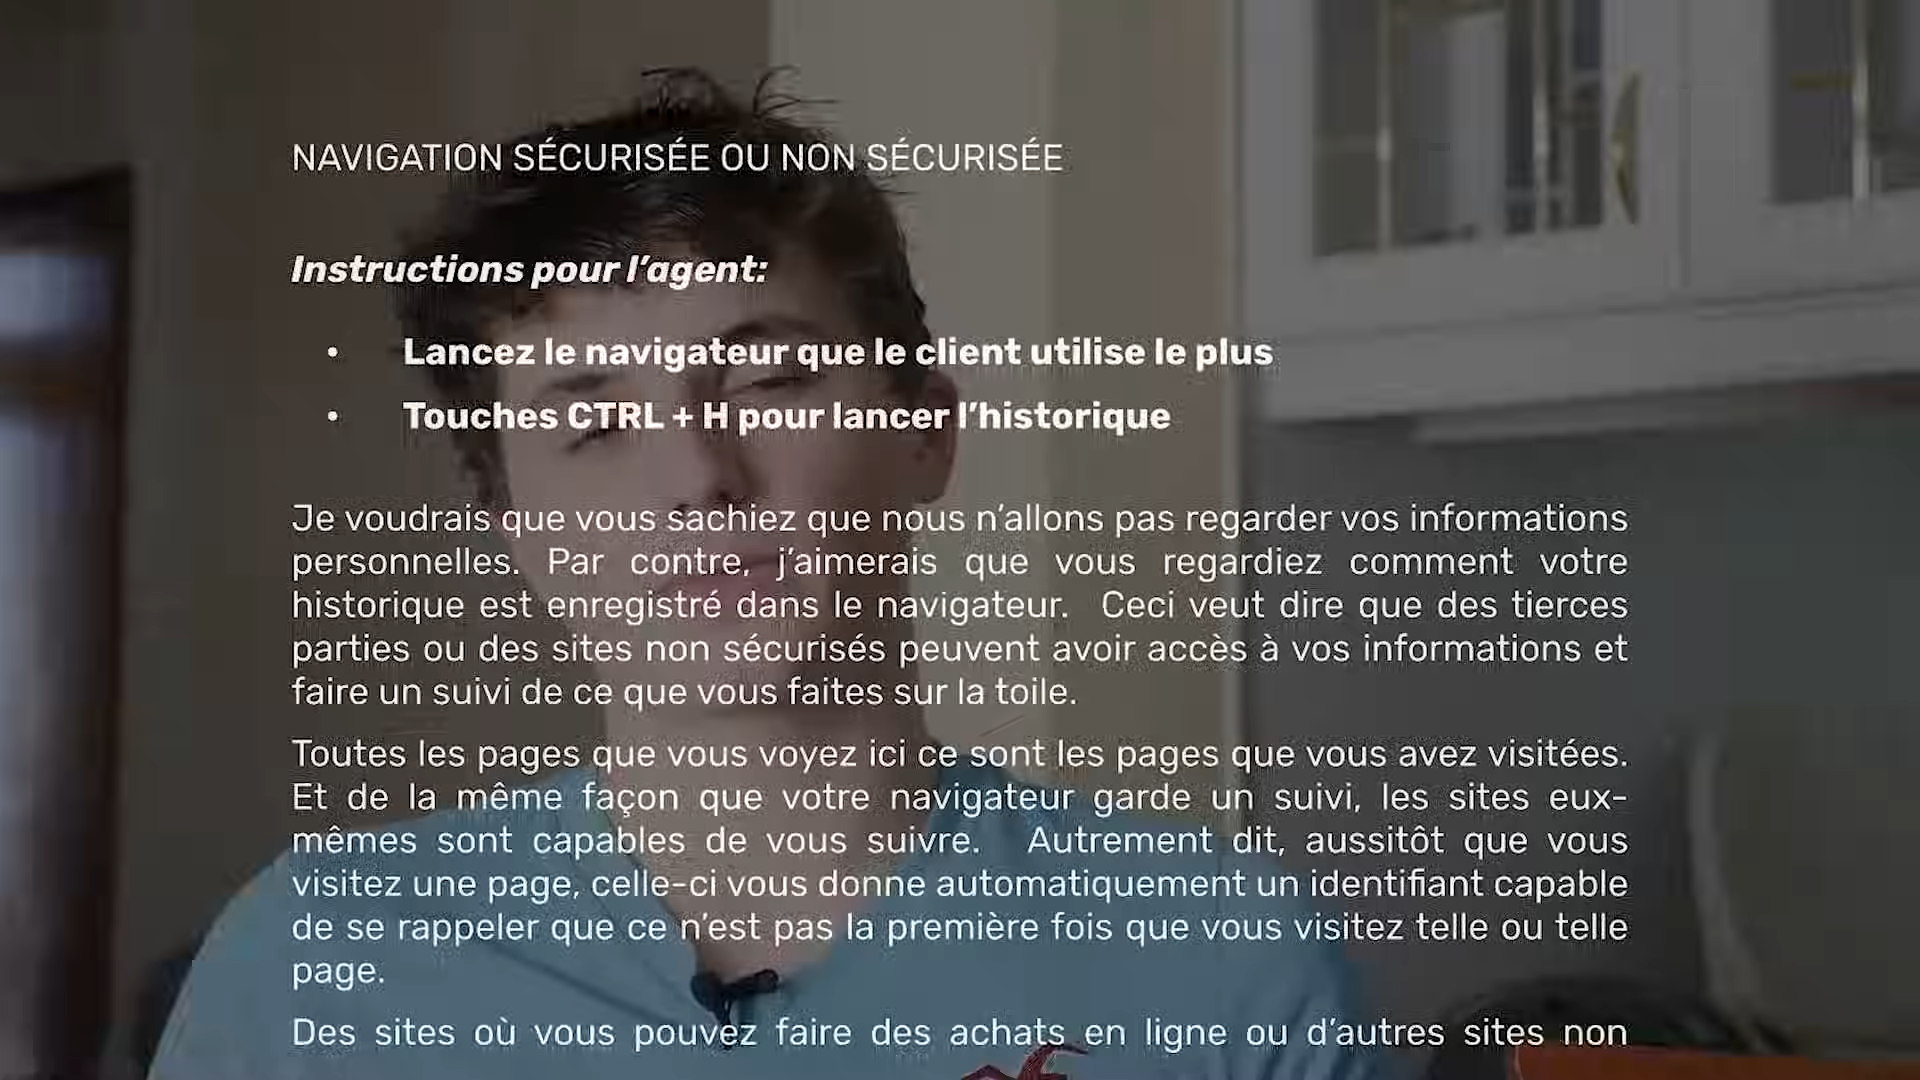 NAVIGATION SÉCURISÉE OU NON SÉCURISÉE
Instructions pour l’agent:
• Lancez le navigateur que le client utilise le plus
• Touches CTRL + H pour lancer l’historique
Je voudrais que vous sachiez que nous n’allons pas regarder vos informations
personnelles. Par contre, j’aimerais que vous regardiez comment votre
historique est enregistré dans le navigateur. Ceci veut dire que des tierces
parties ou des sites non sécurisés peuvent avoir accès à vos informations et
faire un suivi de ce que vous faites sur la toile.
Toutes les pages que vous voyez ici ce sont les pages que vous avez visitées.
Et de la même façon que votre navigateur garde un suivi, les sites eux-
mêmes sont capables de vous suivre. Autrement dit, aussitôt que vous
visitez une page, celle-ci vous donne automatiquement un identifiant capable
de se rappeler que ce n’est pas la première fois que vous visitez telle ou telle
page.
Des sites où vous pouvez faire des achats en ligne ou d’autres sites non